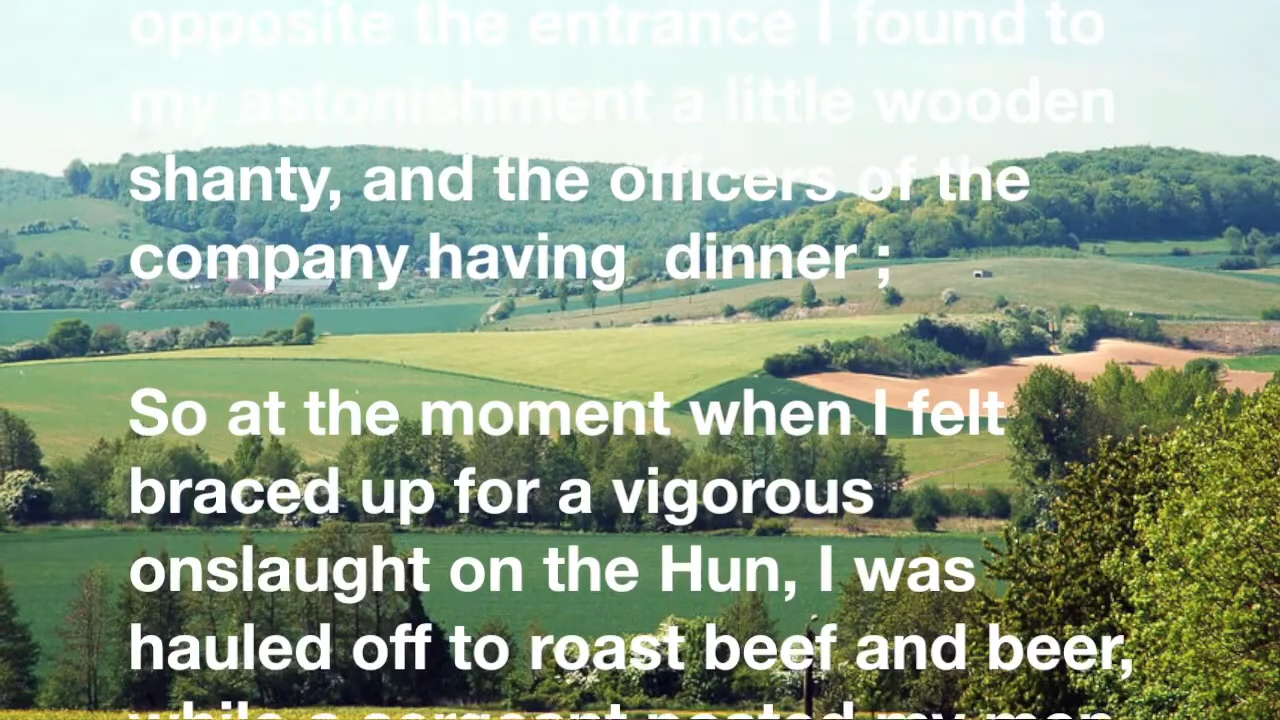 opposite the entrance I found to
my astonishment a little wooden
shanty, and the officers of the
company having  dinner ;
So at the moment when I felt
braced up for a vigorous
onslaught on the Hun, I was
hauled off to roast beef and beer,
while a sergeant posted my men